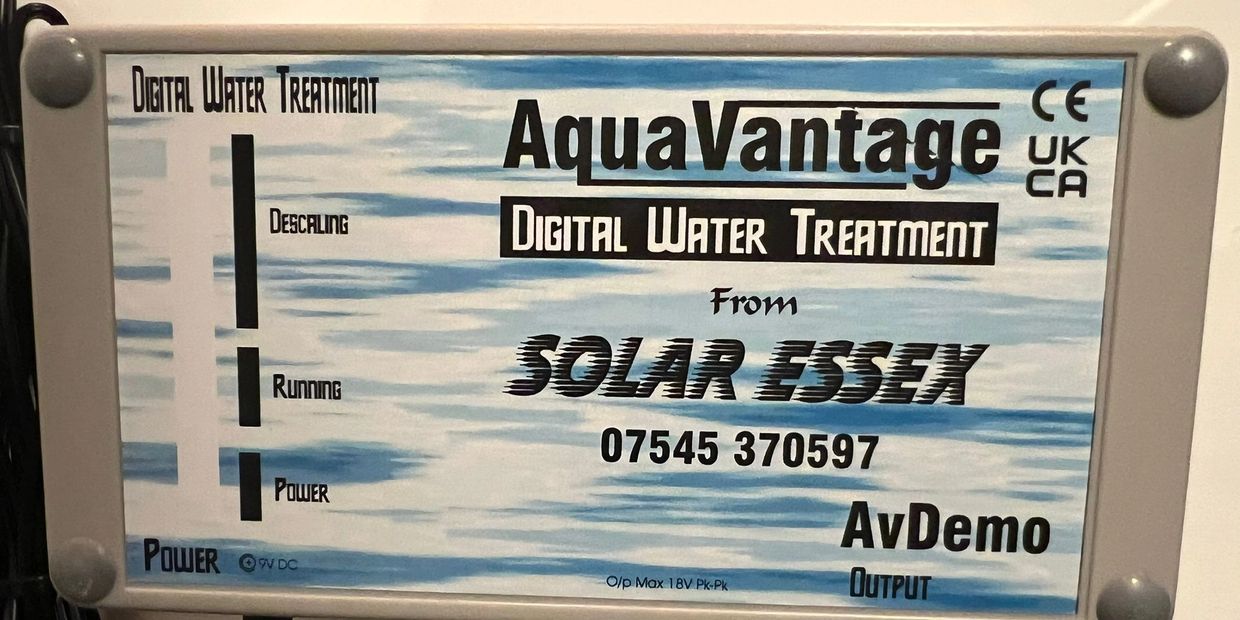 Digital Water Treatment
Descaling
Running
Power
Power 9V DC
AquaVantage
Digital Water Treatment
From
SOLAR ESSEX
07545 370597
AvDemo
Output
O/p Max 18V Pk-Pk
CE
UK
CA